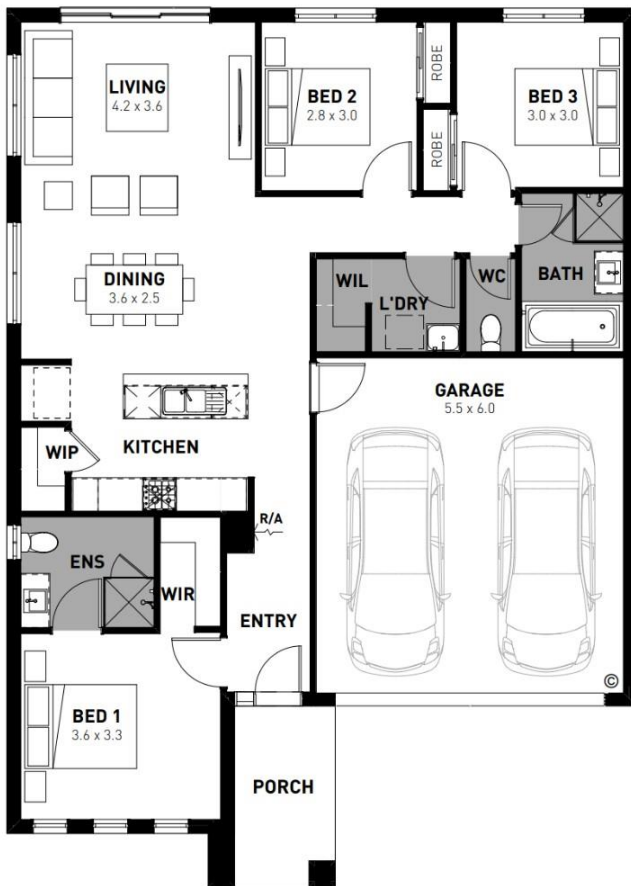 LIVING
4.2 x 3.6
BED 2
2.8 x 3.0
ROBE
ROBE
BED 3
3.0 x 3.0
DINING
3.6 x 2.5
WIL
L'DRY
WC
BATH
KITCHEN
WIP
GARAGE
5.5 x 6.0
R/A
ENS
WIR
ENTRY
BED 1
3.6 x 3.3
PORCH
©